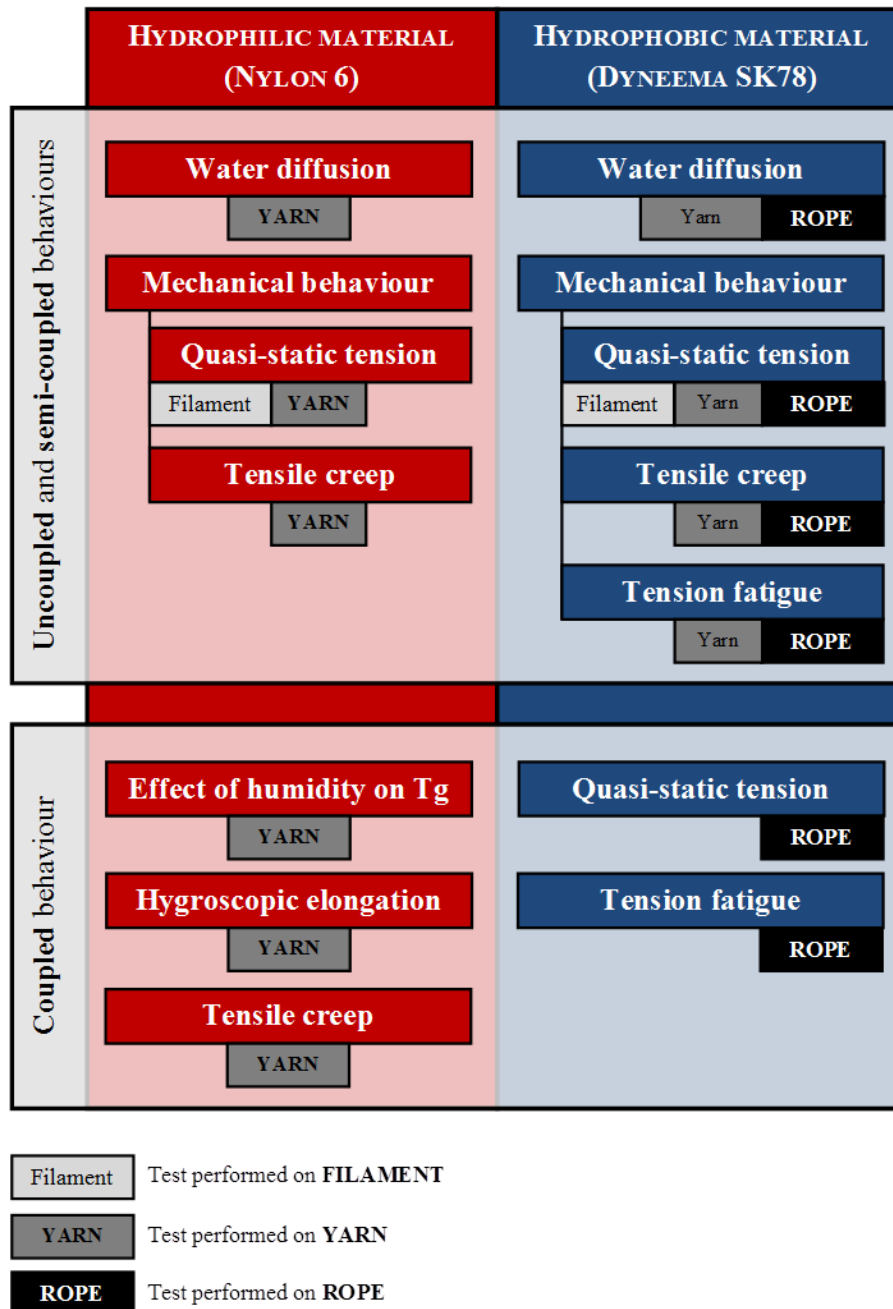 HYDROPHILIC MATERIAL
(NYLON 6)
HYDROPHOBIC MATERIAL
(DYNEEMA SK78)
Uncoupled and semi-coupled behaviours
Water diffusion
YARN
Mechanical behaviour
Quasi-static tension
Filament
YARN
Tensile creep
YARN
Water diffusion
Yarn
ROPE
Mechanical behaviour
Quasi-static tension
Filament
Yarn
ROPE
Tensile creep
Yarn
ROPE
Tension fatigue
Yarn
ROPE
Coupled behaviour
Effect of humidity on Tg
YARN
Hygroscopic elongation
YARN
Tensile creep
YARN
Quasi-static tension
ROPE
Tension fatigue
ROPE
Filament Test performed on FILAMENT
YARN Test performed on YARN
ROPE Test performed on ROPE